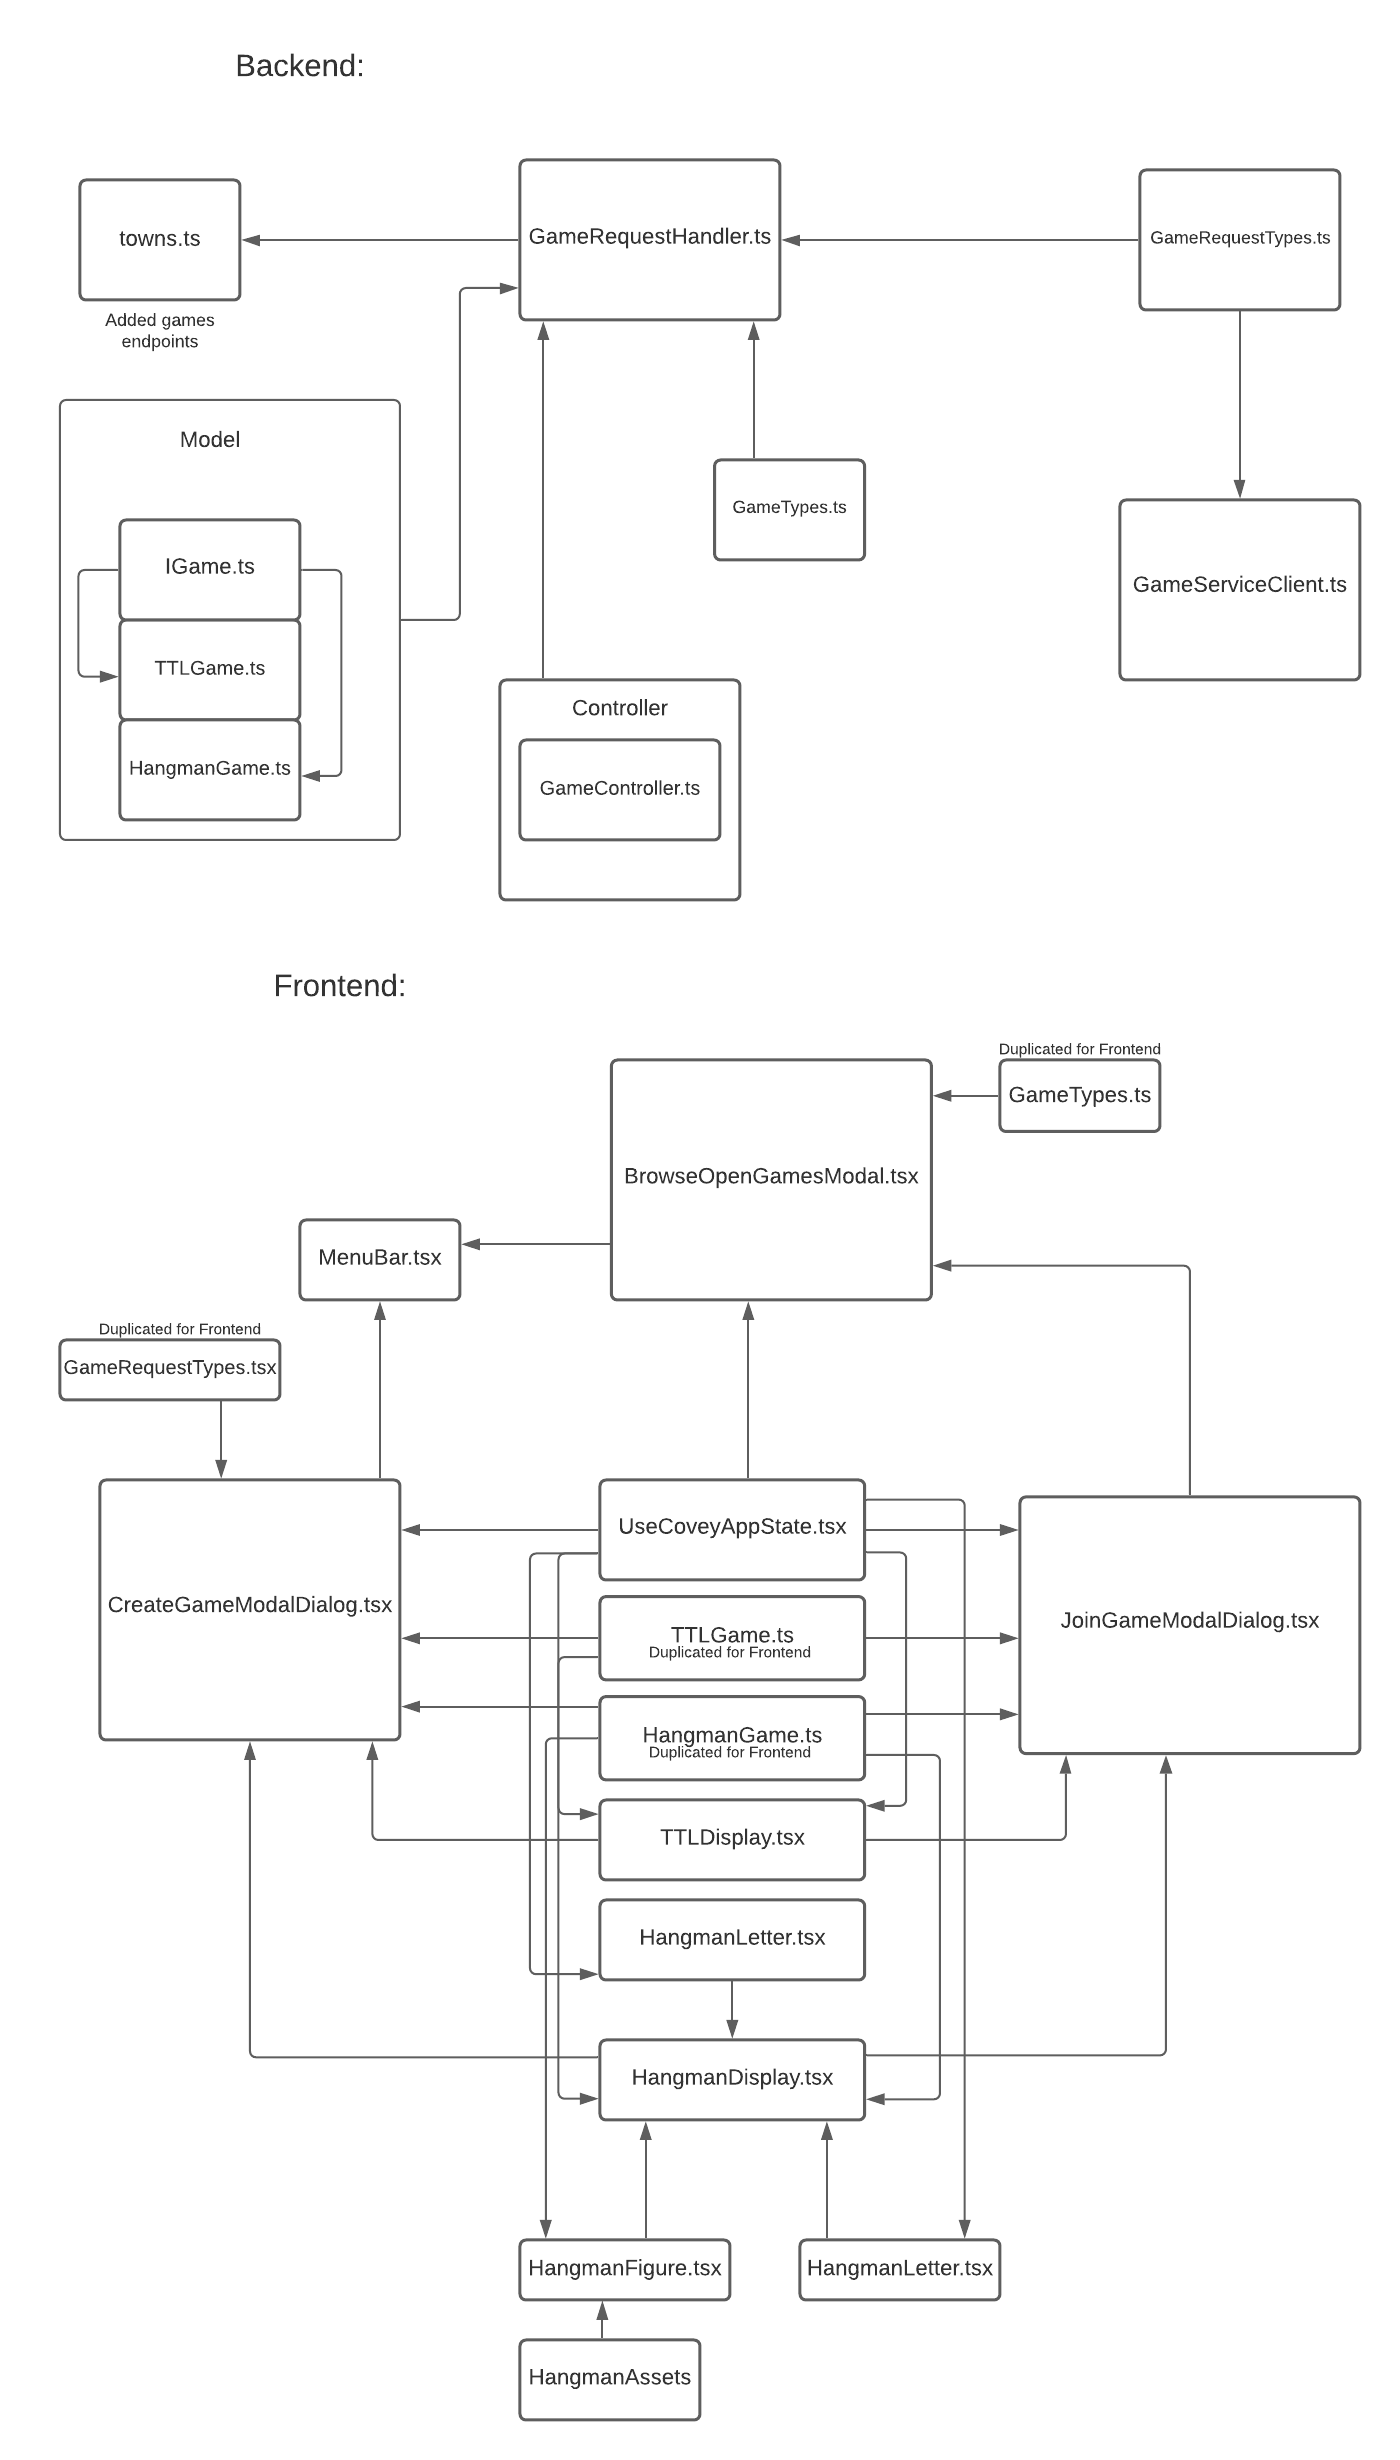 Backend:
towns.ts
GameRequestHandler.ts
GameRequestTypes.ts
Added games
endpoints
Model
IGame.ts
TTLGame.ts
HangmanGame.ts
GameTypes.ts
GameServiceClient.ts
Controller
GameController.ts
Frontend:
Duplicated for Frontend
GameTypes.ts
BrowseOpenGamesModal.tsx
MenuBar.tsx
Duplicated for Frontend
GameRequestTypes.tsx
CreateGameModalDialog.tsx
UseCoveyAppState.tsx
TTLGame.ts
Duplicated for Frontend
JoinGameModalDialog.tsx
HangmanGame.ts
Duplicated for Frontend
TTLDisplay.tsx
HangmanLetter.tsx
HangmanDisplay.tsx
HangmanFigure.tsx
HangmanLetter.tsx
HangmanAssets